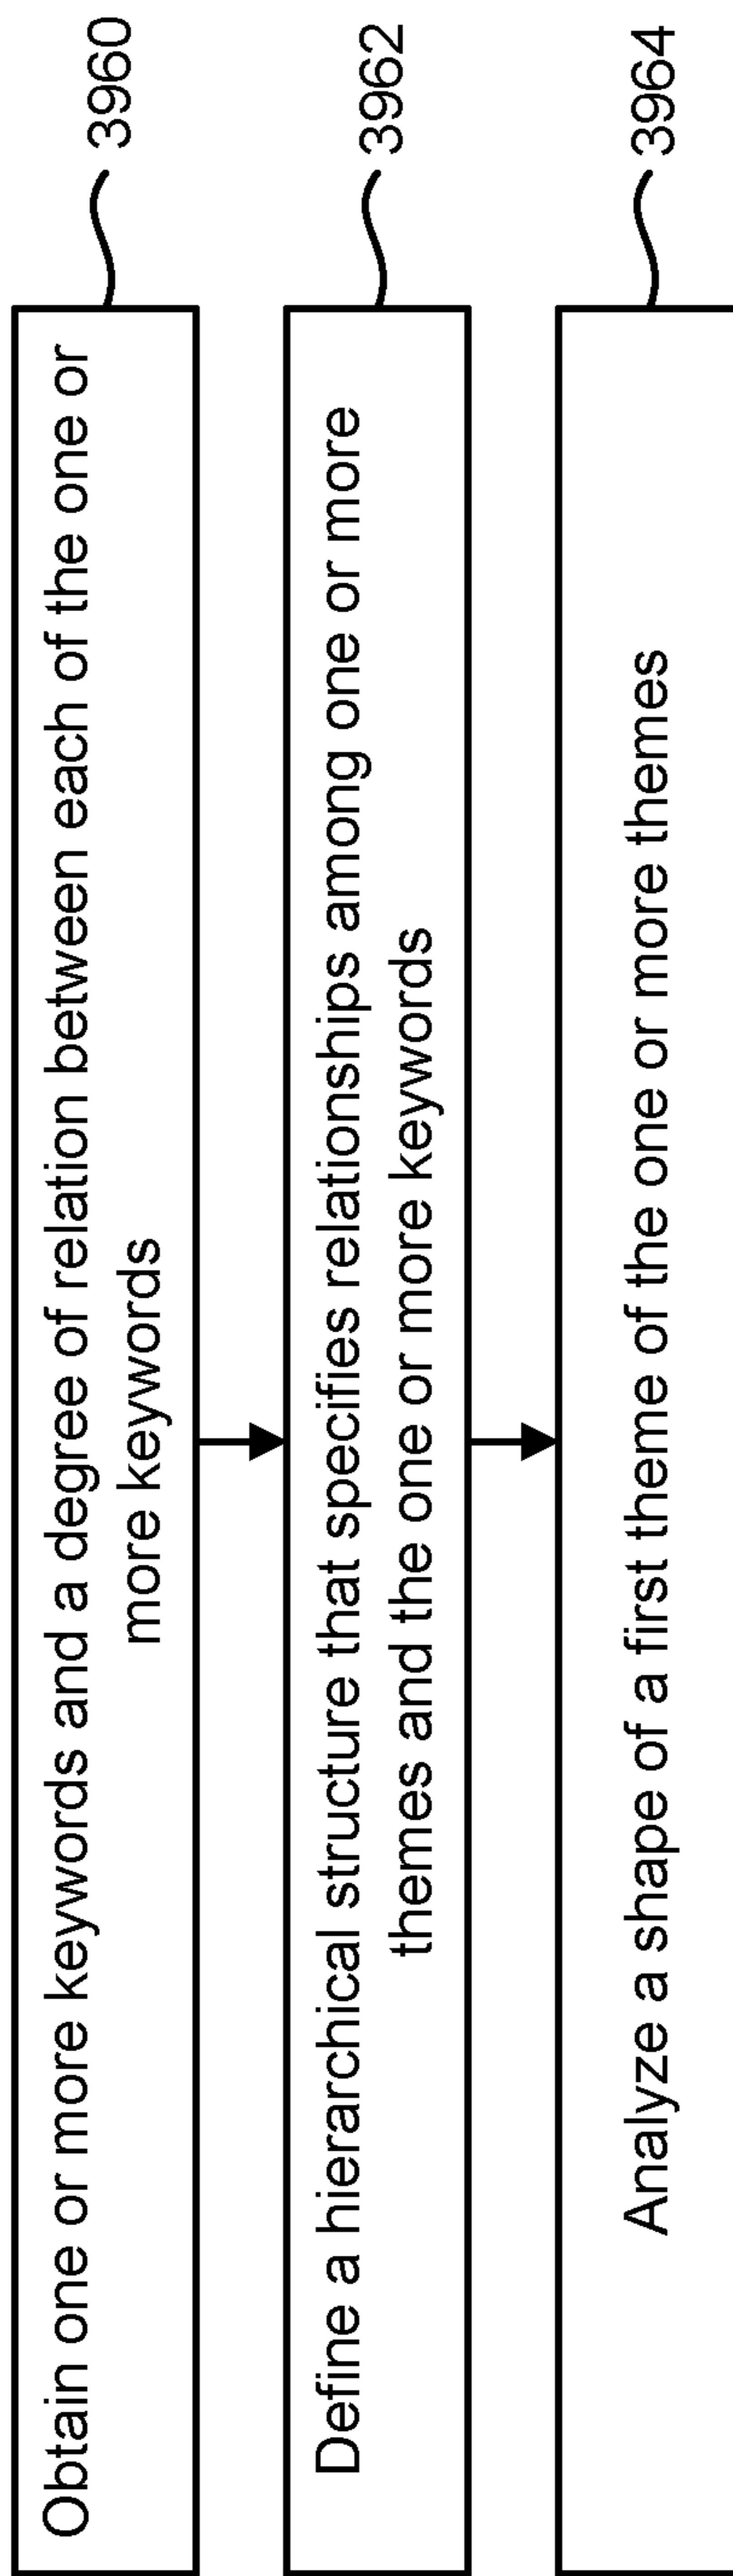 Obtain one or more keywords and a degree of relation between each of the one or
more keywords
3960
Define a hierarchical structure that specifies relationships among one or more
themes and the one or more keywords
3962
Analyze a shape of a first theme of the one or more themes
3964